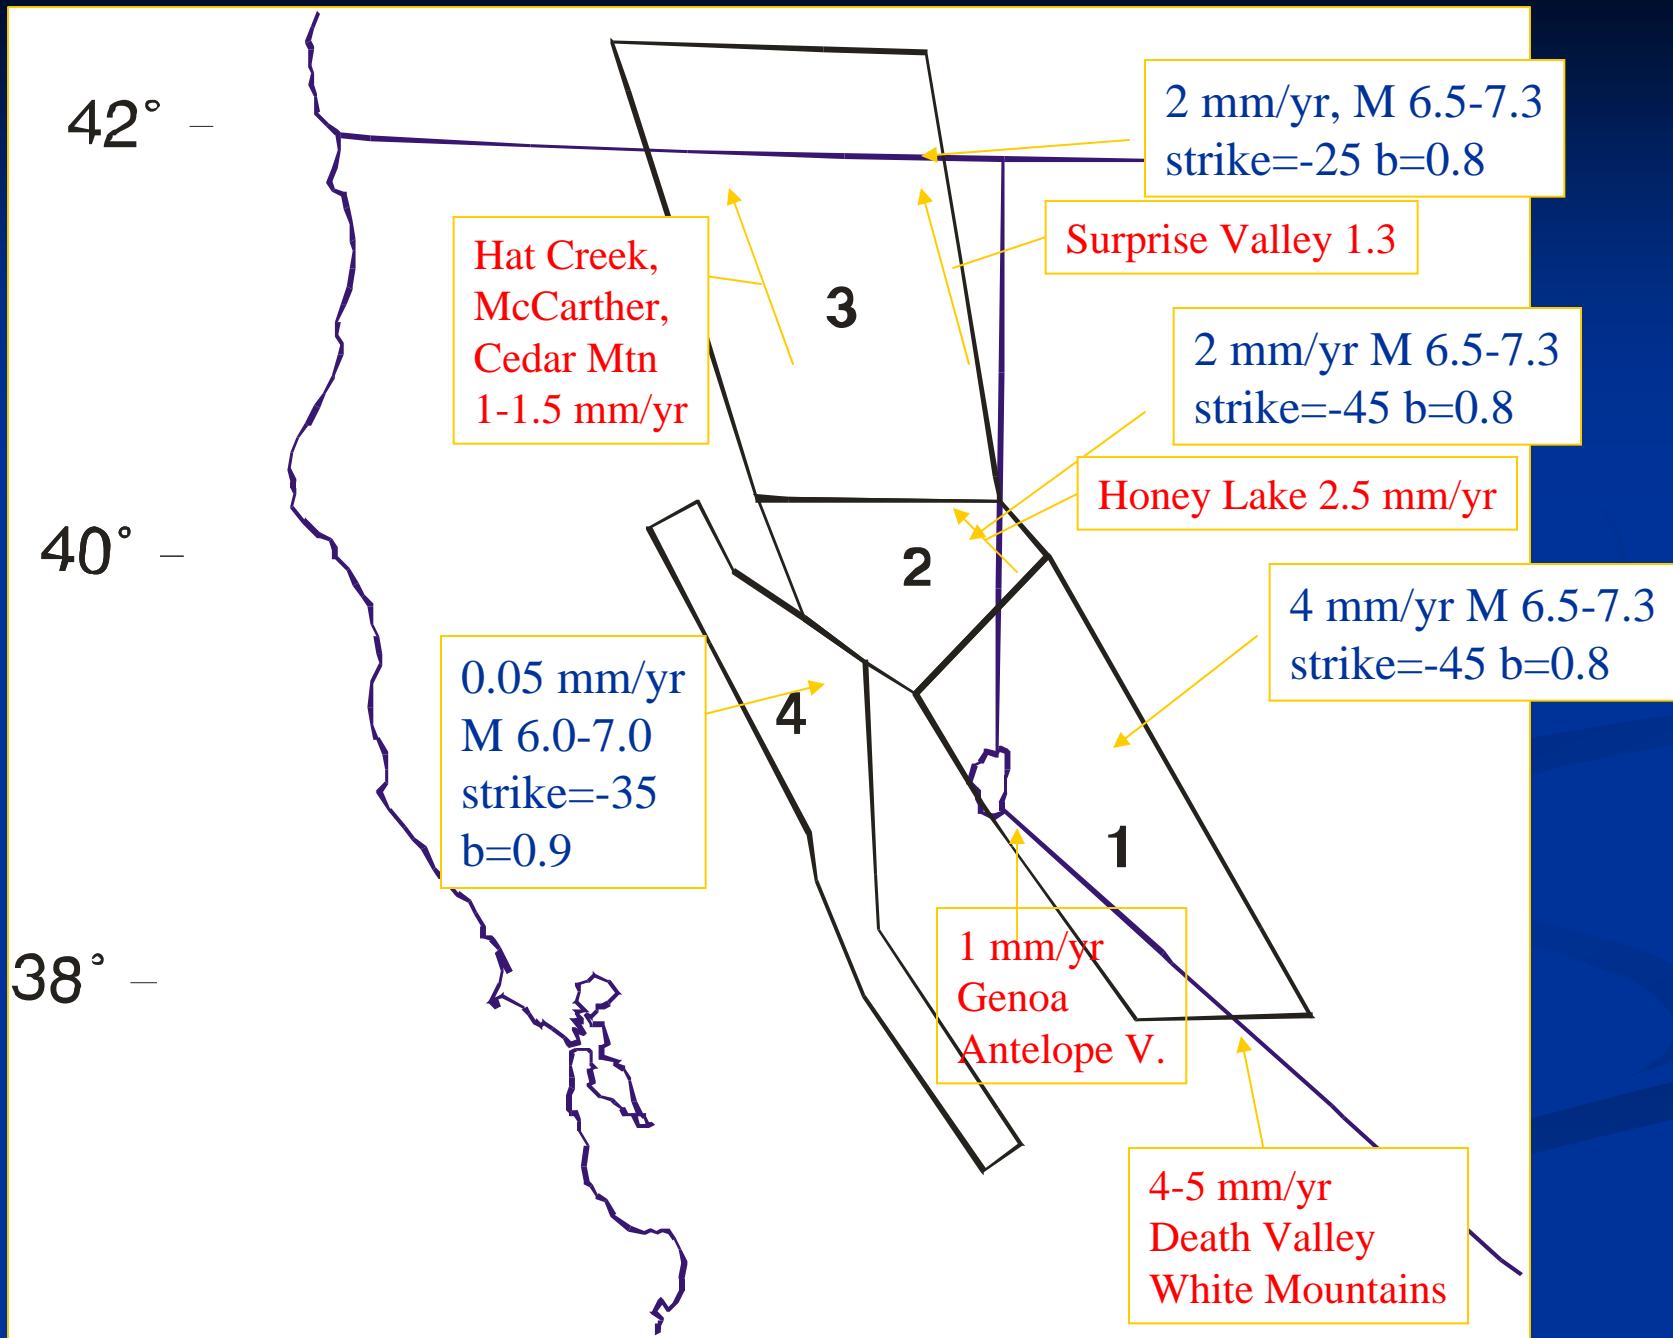 42°
2 mm/yr, M 6.5-7.3
strike=-25 b=0.8
Surprise Valley 1.3
Hat Creek,
McCarther,
Cedar Mtn
1-1.5 mm/yr
3
2 mm/yr M 6.5-7.3
strike=-45 b=0.8
Honey Lake 2.5 mm/yr
40°
2
4 mm/yr M 6.5-7.3
strike=-45 b=0.8
0.05 mm/yr
M 6.0-7.0
strike=-35
b=0.9
4
1
38°
1 mm/yr
Genoa
Antelope V.
4-5 mm/yr
Death Valley
White Mountains